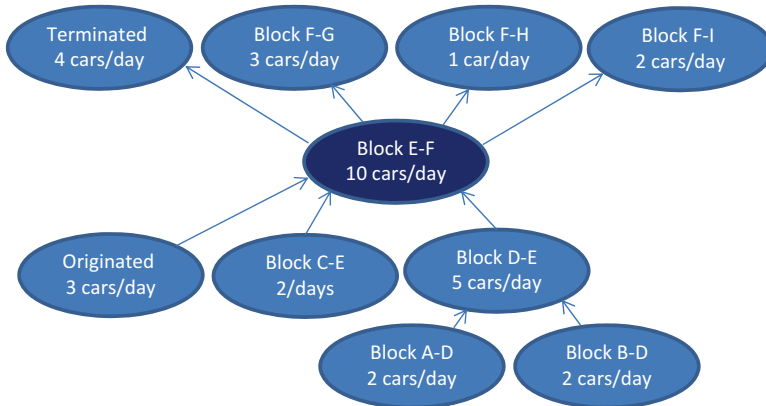 Terminated
4 cars/day
Block F-G
3 cars/day
Block F-H
1 car/day
Block F-I
2 cars/day
Block E-F
10 cars/day
Originated
3 cars/day
Block C-E
2/days
Block D-E
5 cars/day
Block A-D
2 cars/day
Block B-D
2 cars/day